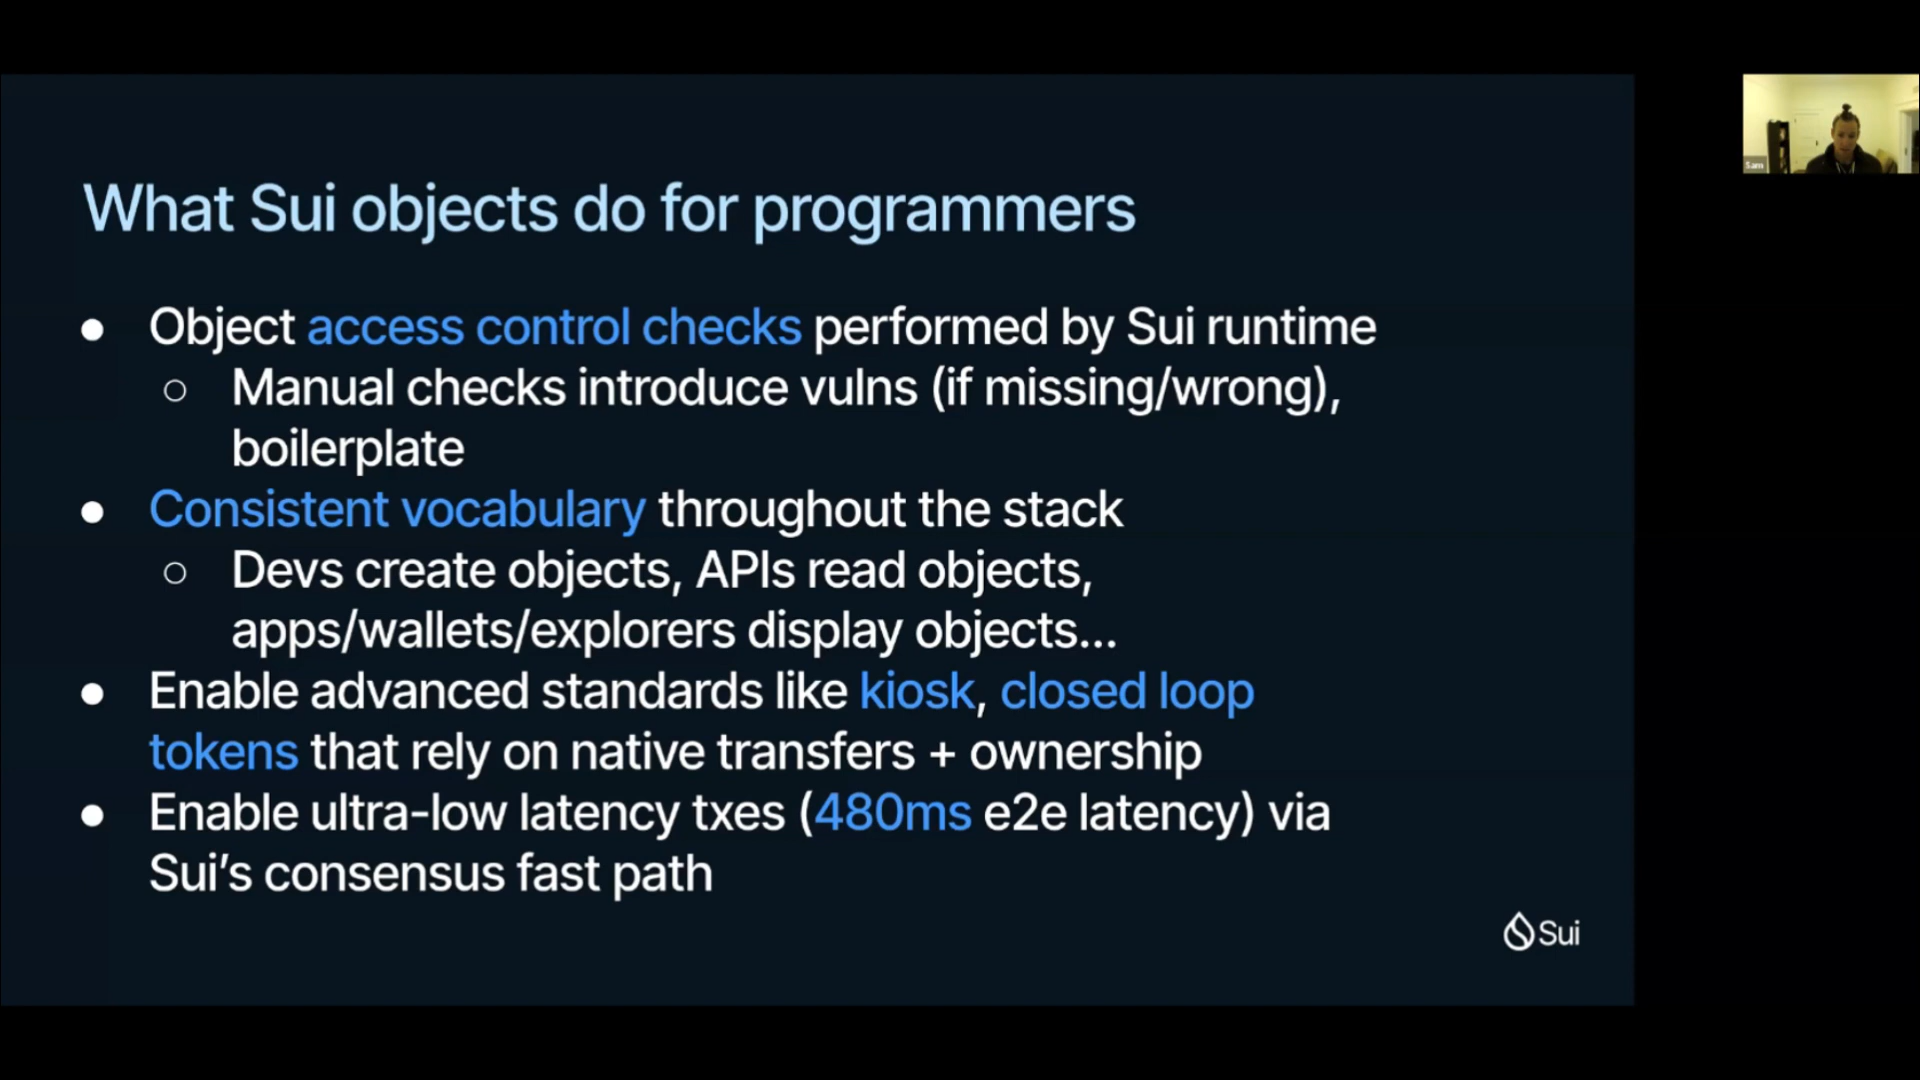 What Sui objects do for programmers
● Object access control checks performed by Sui runtime
○ Manual checks introduce vulns (if missing/wrong),
boilerplate
● Consistent vocabulary throughout the stack
○ Devs create objects, APIs read objects,
apps/wallets/explorers display objects...
● Enable advanced standards like kiosk, closed loop
tokens that rely on native transfers + ownership
● Enable ultra-low latency txes (480ms e2e latency) via
Sui’s consensus fast path
Sui
Sam